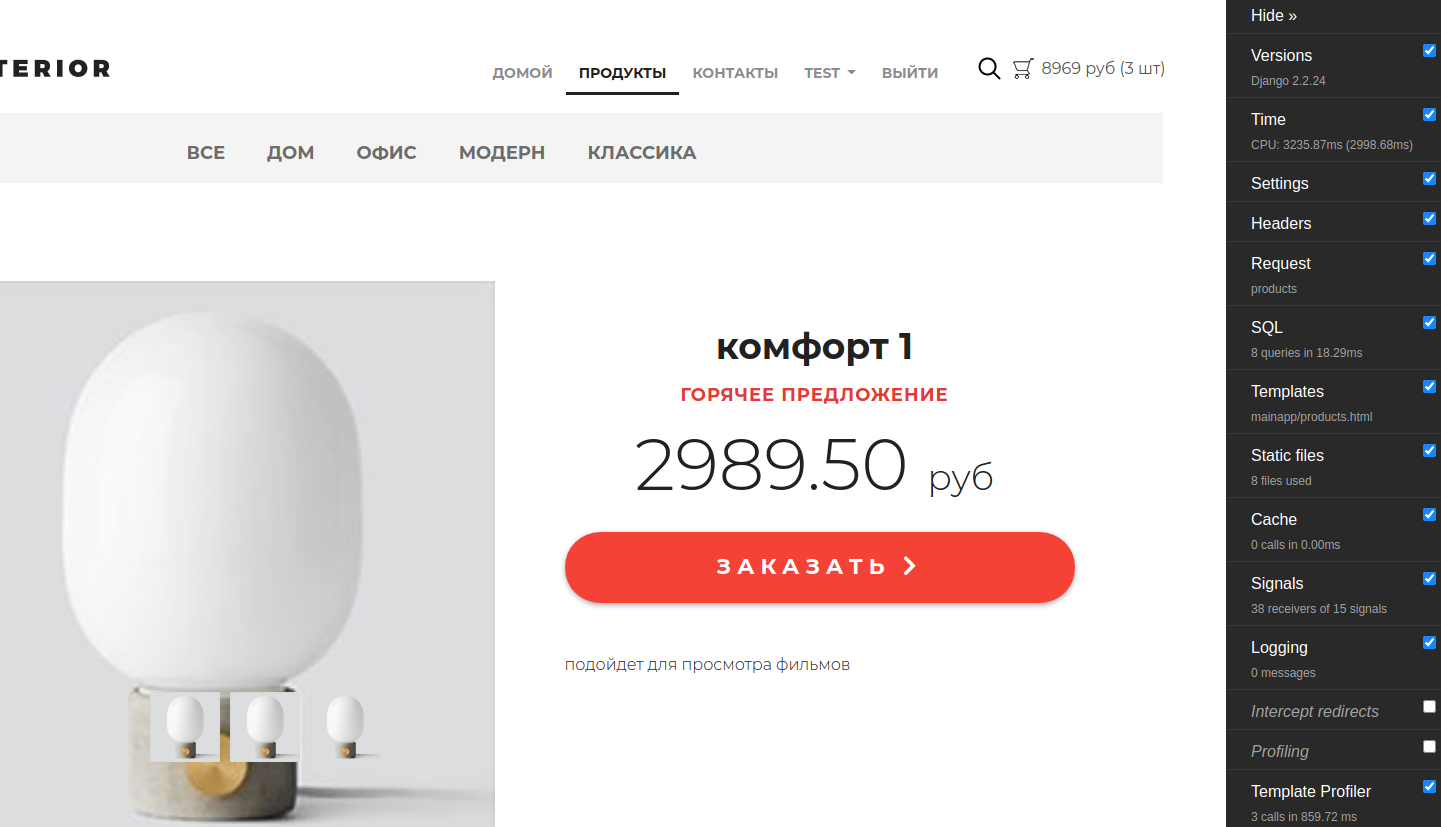 TERIOR
ДОМОЙ ПРОДУКТЫ КОНТАКТЫ TEST ВЫЙТИ 8969 руб (3 шт)
ВСЕ ДОМ ОФИС МОДЕРН КЛАССИКА
комфорт 1
ГОРЯЧЕЕ ПРЕДЛОЖЕНИЕ
2989.50 руб
ЗАКАЗАТЬ
подойдет для просмотра фильмов
Hide »
Versions
Django 2.2.24
Time
CPU: 3235.87ms (2998.68ms)
Settings
Headers
Request
products
SQL
8 queries in 18.29ms
Templates
mainapp/products.html
Static files
8 files used
Cache
0 calls in 0.00ms
Signals
38 receivers of 15 signals
Logging
0 messages
Intercept redirects
Profiling
Template Profiler
3 calls in 859.72 ms